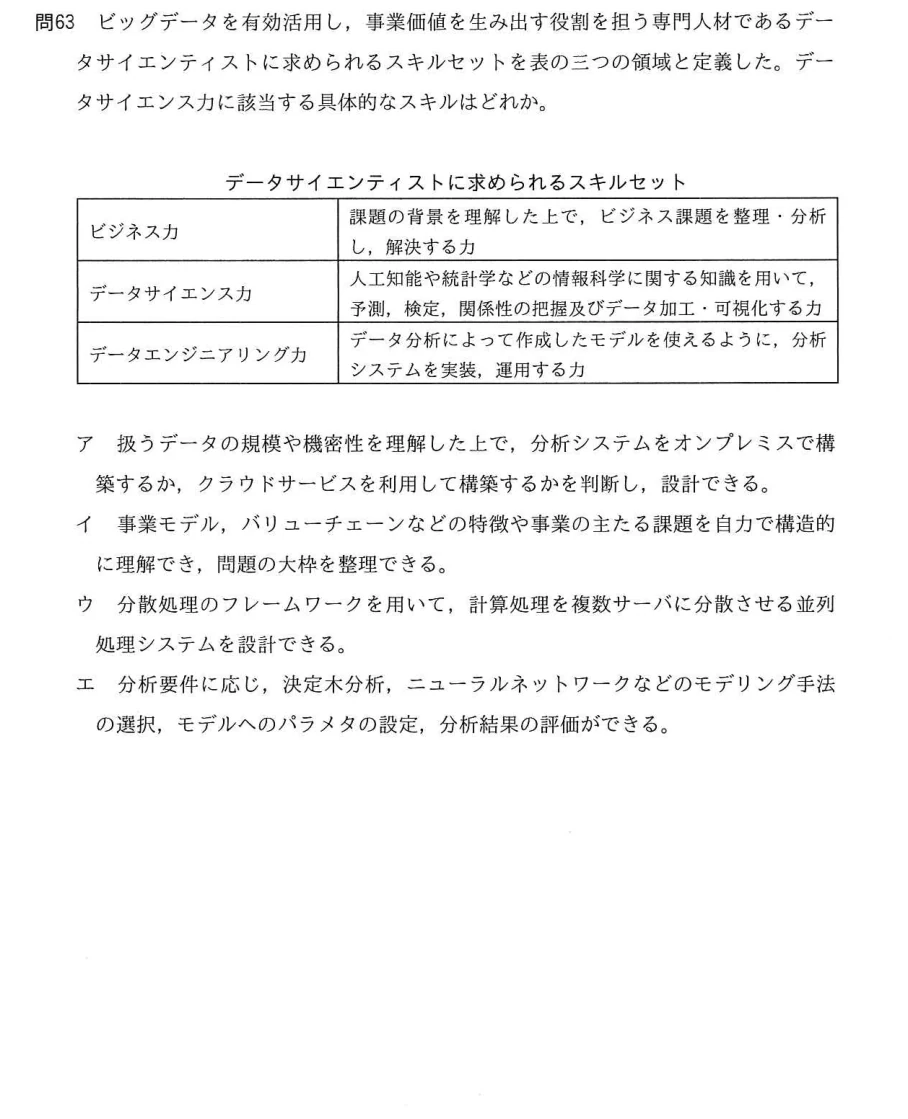 問63 ビッグデータを有効活用し，事業価値を生み出す役割を担う専門人材であるデー
タサイエンティストに求められるスキルセットを表の三つの領域と定義した。デー
タサイエンス力に該当する具体的なスキルはどれか。
データサイエンティストに求められるスキルセット
ビジネス力
課題の背景を理解した上で，ビジネス課題を整理・分析
し，解決する力
データサイエンス力
人工知能や統計学などの情報科学に関する知識を用いて，
予測，検定，関係性の把握及びデータ加工・可視化する力
データエンジニアリング力
データ分析によって作成したモデルを使えるように，分析
システムを実装，運用する力
ア 扱うデータの規模や機密性を理解した上で，分析システムをオンプレミスで構
築するか，クラウドサービスを利用して構築するかを判断し，設計できる。
イ 事業モデル，バリューチェーンなどの特徴や事業の主たる課題を自力で構造的
に理解でき，問題の大枠を整理できる。
ウ 分散処理のフレームワークを用いて，計算処理を複数サーバに分散させる並列
処理システムを設計できる。
エ 分析要件に応じ，決定木分析，ニューラルネットワークなどのモデリング手法
の選択，モデルへのパラメタの設定，分析結果の評価ができる。